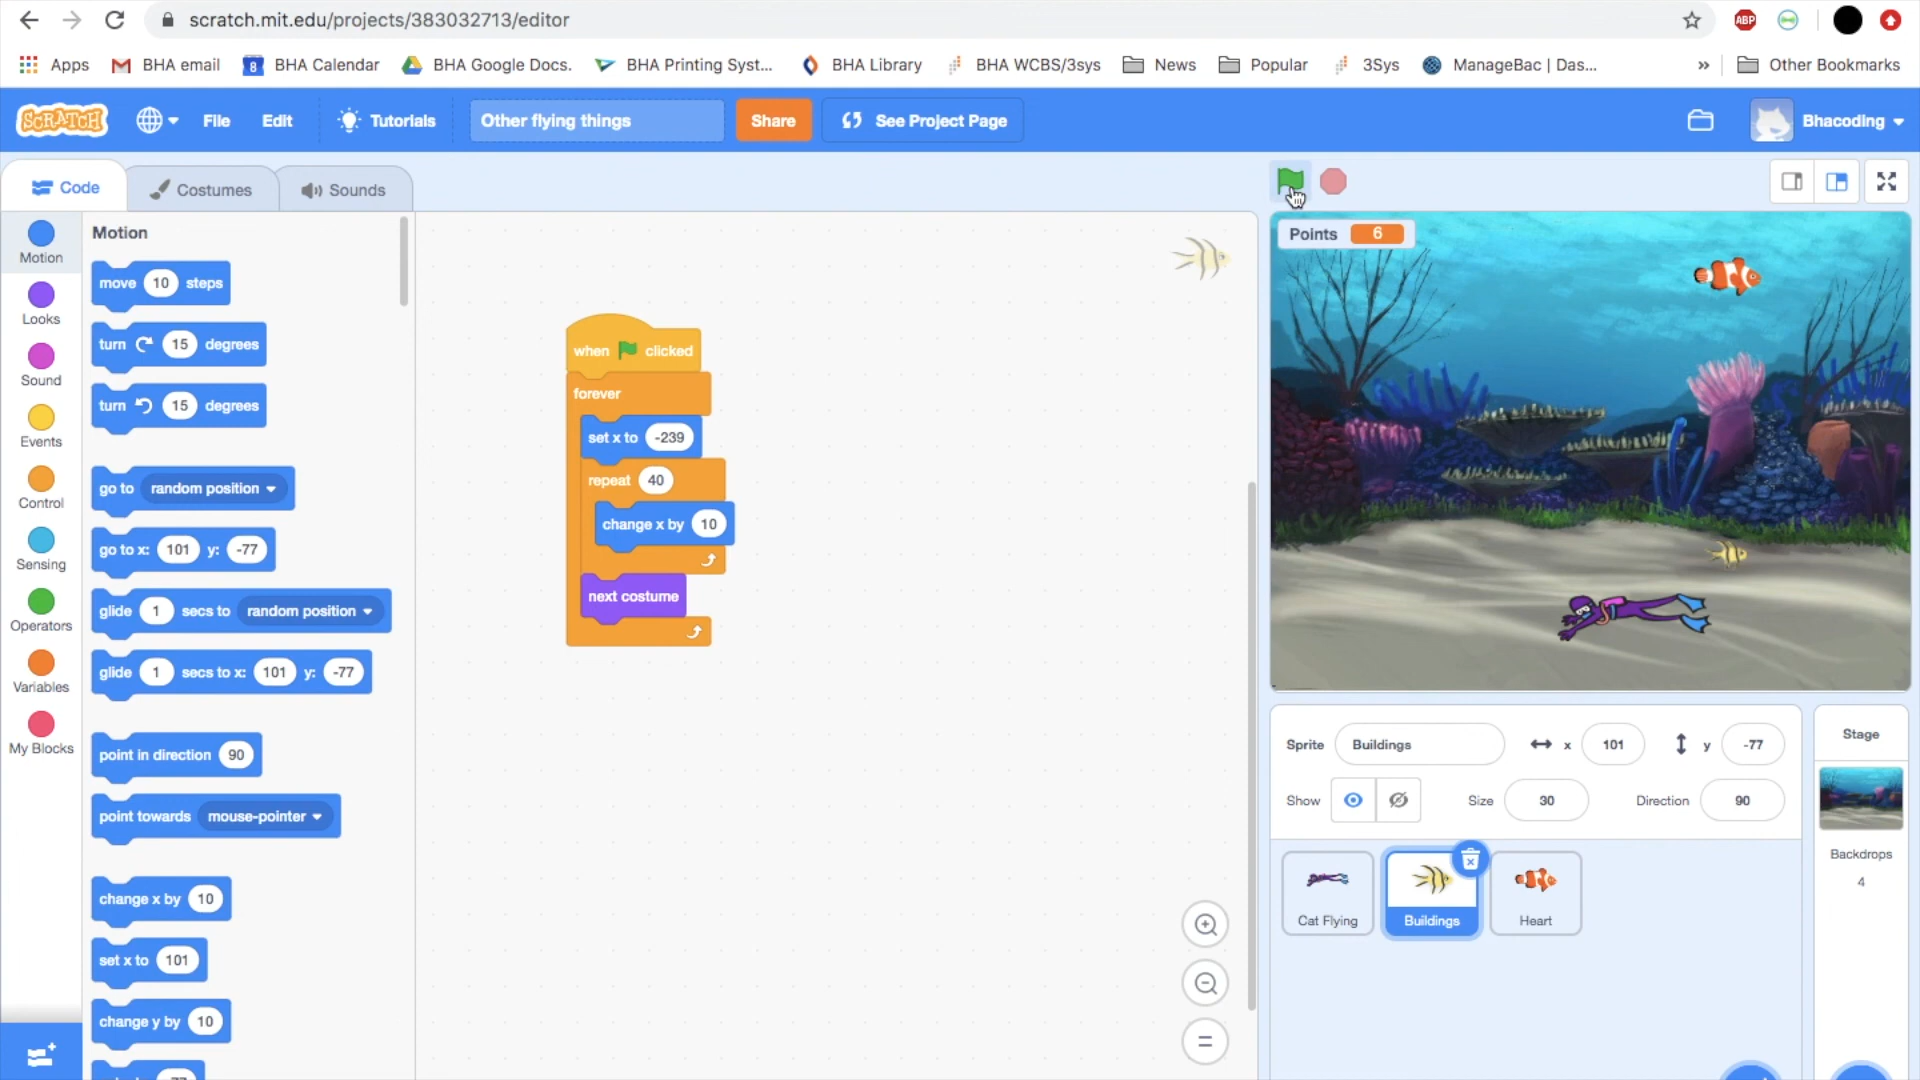 scratch.mit.edu/projects/383032713/editor
ABP
Apps
BHA email
8
BHA Calendar
BHA Google Docs.
BHA Printing Syst...
BHA Library
BHA WCBS/3sys
News
Popular
3Sys
ManageBac | Das...
»
Other Bookmarks
SCRATCH
File
Edit
Tutorials
Other flying things
Share
See Project Page
Bhacoding
Code
Costumes
Sounds
Motion
Looks
Sound
Events
Control
Sensing
Operators
Variables
My Blocks
Motion
move 10 steps
turn 15 degrees
turn 15 degrees
go to random position
go to x: 101 y: -77
glide 1 secs to random position
glide 1 secs to x: 101 y: -77
point in direction 90
point towards mouse-pointer
change x by 10
set x to 101
change y by 10
when clicked
forever
set x to -239
repeat 40
change x by 10
next costume
Points 6
Sprite Buildings x 101 y -77
Show Size 30 Direction 90
Cat Flying
Buildings
Heart
Stage
Backdrops
4